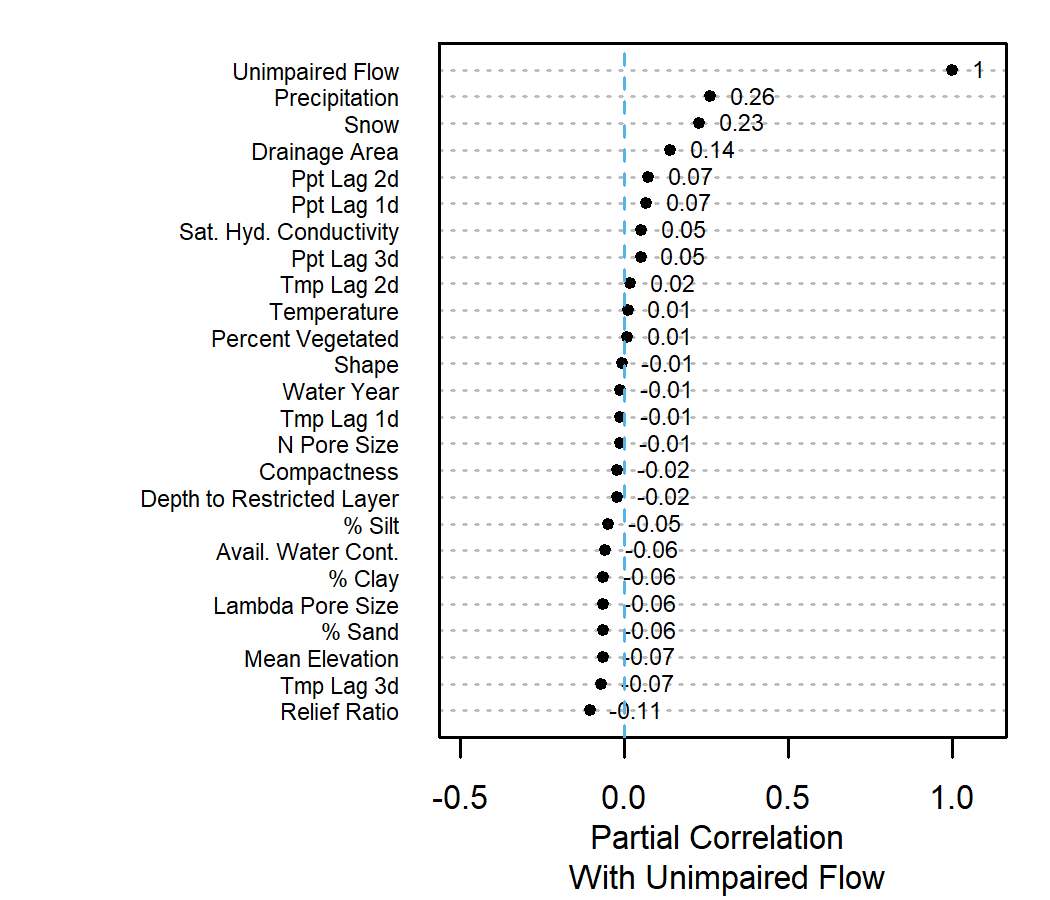 Unimpaired Flow 1
Precipitation 0.26
Snow 0.23
Drainage Area 0.14
Ppt Lag 2d 0.07
Ppt Lag 1d 0.07
Sat. Hyd. Conductivity 0.05
Ppt Lag 3d 0.05
Tmp Lag 2d 0.02
Temperature 0.01
Percent Vegetated 0.01
Shape -0.01
Water Year -0.01
Tmp Lag 1d -0.01
N Pore Size -0.01
Compactness -0.02
Depth to Restricted Layer -0.02
% Silt -0.05
Avail. Water Cont. -0.06
% Clay -0.06
Lambda Pore Size -0.06
% Sand -0.06
Mean Elevation -0.07
Tmp Lag 3d -0.07
Relief Ratio -0.11
-0.5 0.0 0.5 1.0
Partial Correlation
With Unimpaired Flow